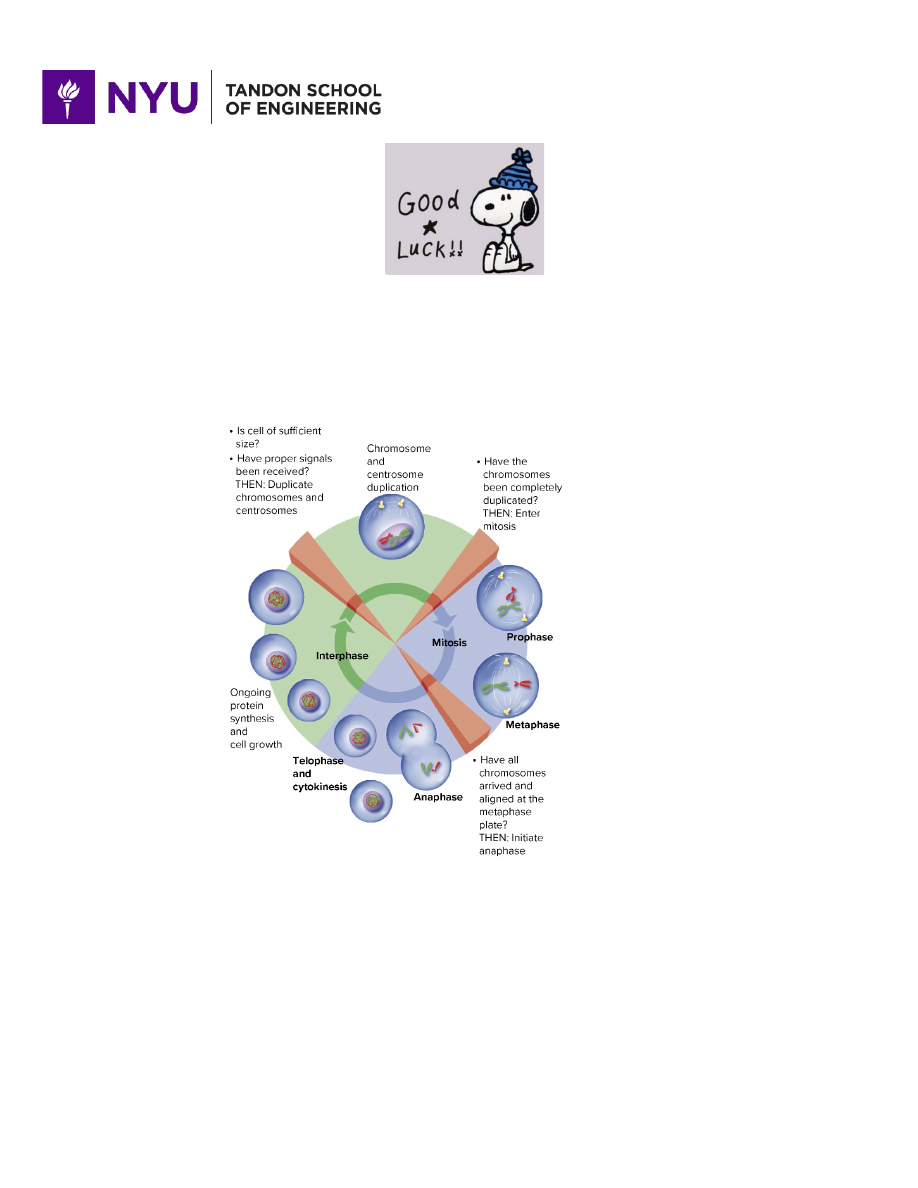 NYU
TANDON SCHOOL
OF ENGINEERING
Good
Luck!!
• Is cell of sufficient
size?
• Have proper signals
been received?
THEN: Duplicate
chromosomes and
centrosomes
Chromosome
and
centrosome
duplication
• Have the
chromosomes
been completely
duplicated?
THEN: Enter
mitosis
Prophase
Mitosis
Interphase
Metaphase
Ongoing
protein
synthesis
and
cell growth
Telophase
and
cytokinesis
Anaphase
• Have all
chromosomes
arrived and
aligned at the
metaphase
plate?
THEN: Initiate
anaphase